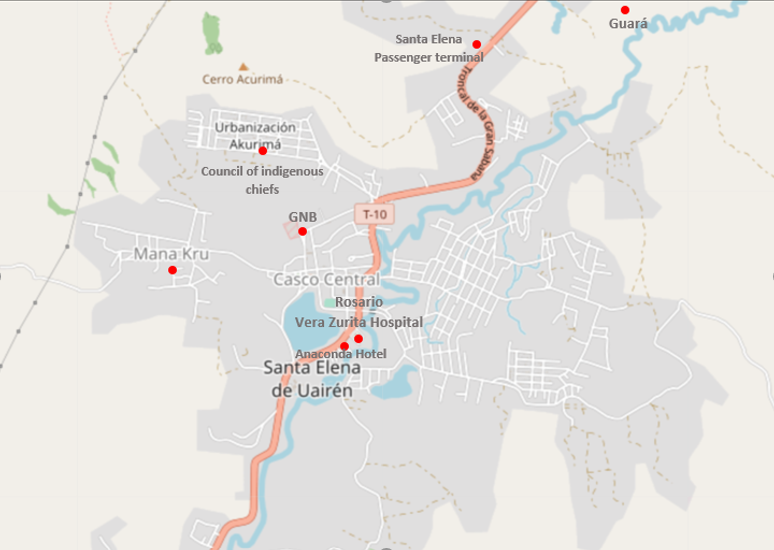 Guará
Santa Elena
Passenger terminal
Cerro Acurimá
Troncal de la Gran Sabana
Urbanización
Akurimá
Council of indigenous
chiefs
T-10
GNB
Mana Kru
Casco Central
Rosario
Vera Zurita Hospital
Anaconda Hotel
Santa Elena
de Uairén